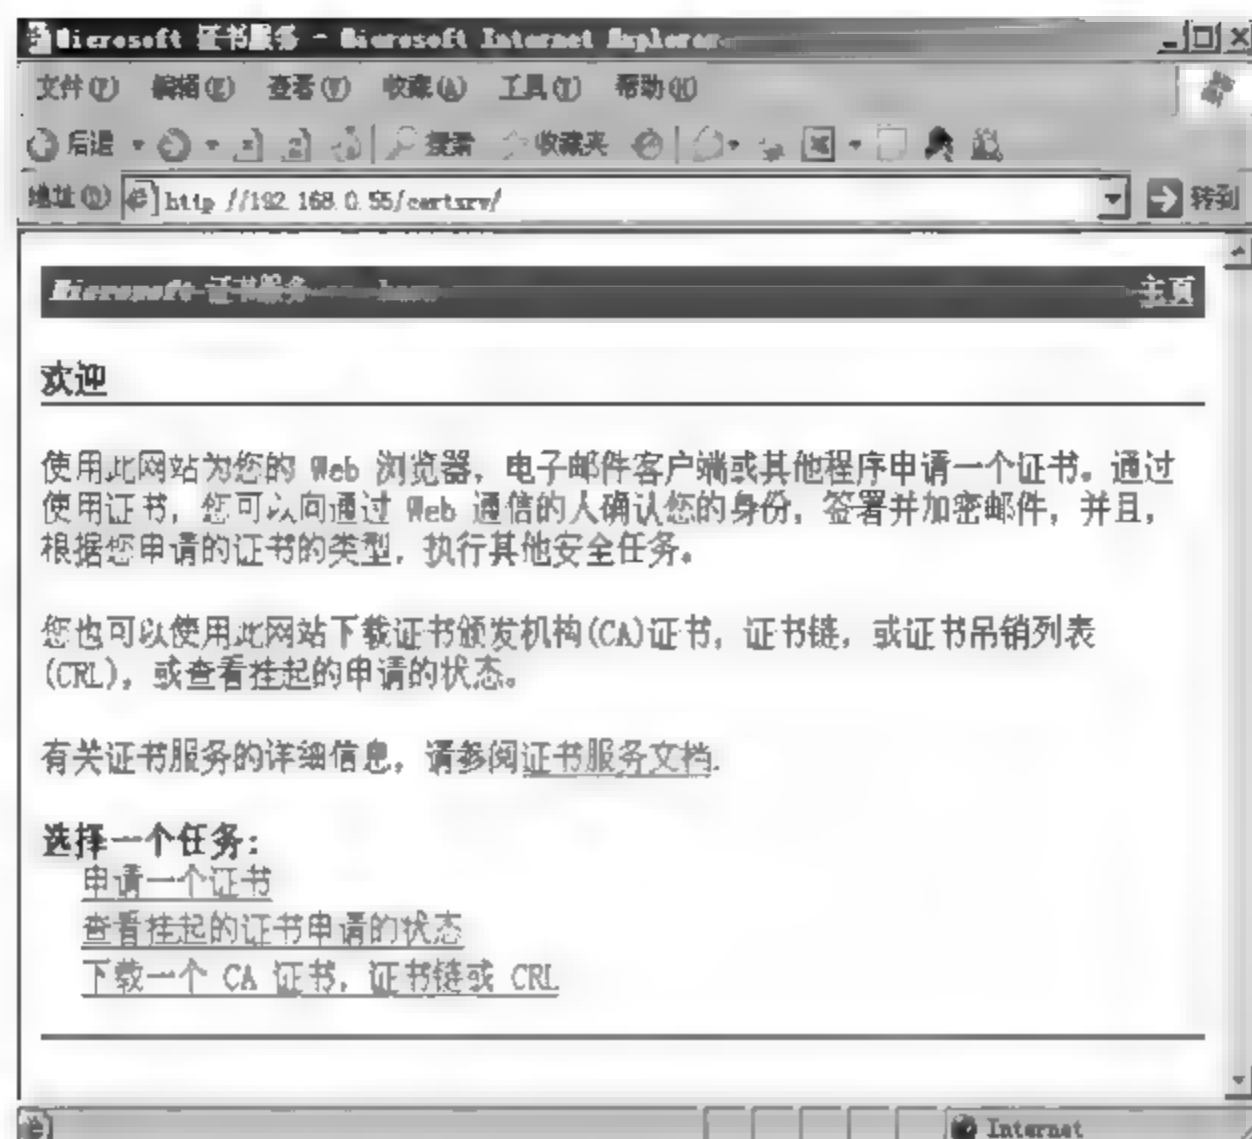 Microsoft 证书服务 - Microsoft Internet Explorer
文件(F) 编辑(E) 查看(V) 收藏(A) 工具(T) 帮助(H)
后退 搜索 收藏夹
地址(D) http://192.168.0.55/certsrv/ 转到
Microsoft 证书服务 主页
欢迎
使用此网站为您的 Web 浏览器，电子邮件客户端或其他程序申请一个证书。通过
使用证书，您可以向通过 Web 通信的人确认您的身份，签署并加密邮件，并且，
根据您申请的证书的类型，执行其他安全任务。
您也可以使用此网站下载证书颁发机构(CA)证书，证书链，或证书吊销列表
(CRL)，或查看挂起的申请的状态。
有关证书服务的详细信息，请参阅证书服务文档.
选择一个任务:
申请一个证书
查看挂起的证书申请的状态
下载一个 CA 证书，证书链或 CRL
Internet